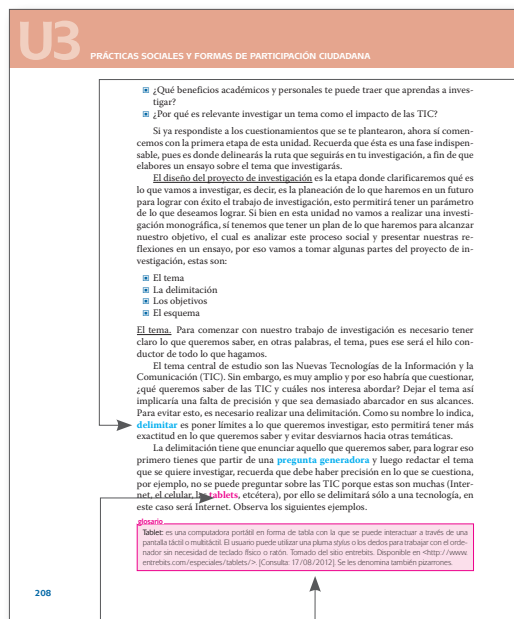 U3
PRÁCTICAS SOCIALES Y FORMAS DE PARTICIPACIÓN CIUDADANA
¿Qué beneficios académicos y personales te puede traer que aprendas a inves-
tigar?
¿Por qué es relevante investigar un tema como el impacto de las TIC?
Si ya respondiste a los cuestionamientos que se te plantearon, ahora sí comen-
cemos con la primera etapa de esta unidad. Recuerda que ésta es una fase indispen-
sable, pues es donde delinearás la ruta que seguirás en tu investigación, a fin de que
elabores un ensayo sobre el tema que investigarás.
El diseño del proyecto de investigación es la etapa donde clarificaremos qué es
lo que vamos a investigar, es decir, es la planeación de lo que haremos en un futuro
para lograr con éxito el trabajo de investigación, esto permitirá tener un parámetro
de lo que deseamos lograr. Si bien en esta unidad no vamos a realizar una investi-
gación monográfica, sí tenemos que tener un plan de lo que haremos para alcanzar
nuestro objetivo, el cual es analizar este proceso social y presentar nuestras re-
flexiones en un ensayo, por eso vamos a tomar algunas partes del proyecto de in-
vestigación, estas son:
El tema
La delimitación
Los objetivos
El esquema
El tema. Para comenzar con nuestro trabajo de investigación es necesario tener
claro lo que queremos saber, en otras palabras, el tema, pues ese será el hilo con-
ductor de todo lo que hagamos.
El tema central de estudio son las Nuevas Tecnologías de la Información y la
Comunicación (TIC). Sin embargo, es muy amplio y por eso habría que cuestionar,
¿qué queremos saber de las TIC y cuáles nos interesa abordar? Dejar el tema así
implicaría una falta de precisión y que sea demasiado abarcador en sus alcances.
Para evitar esto, es necesario realizar una delimitación. Como su nombre lo indica,
delimitar es poner límites a lo que queremos investigar, esto permitirá tener más
exactitud en lo que queremos saber y evitar desviarnos hacia otras temáticas.
La delimitación tiene que enunciar aquello que queremos saber, para lograr eso
primero tienes que partir de una pregunta generadora y luego redactar el tema
que se quiere investigar, recuerda que debe haber precisión en lo que se cuestiona,
por ejemplo, no se puede preguntar sobre las TIC porque estas son muchas (Inter-
net, el celular, las tablets, etcétera), por ello se delimitará sólo a una tecnología, en
este caso será Internet. Observa los siguientes ejemplos.
glosario
Tablet: es una computadora portátil en forma de tabla con la que se puede interactuar a través de una
pantalla táctil o multitáctil. El usuario puede utilizar una pluma stylus o los dedos para trabajar con el orde-
nador sin necesidad de teclado físico o ratón. Tomado del sitio entrebits. Disponible en <http://www.
entrebits.com/especiales/tablets/>. [Consulta: 17/08/2012]. Se les denomina también pizarrones.
208